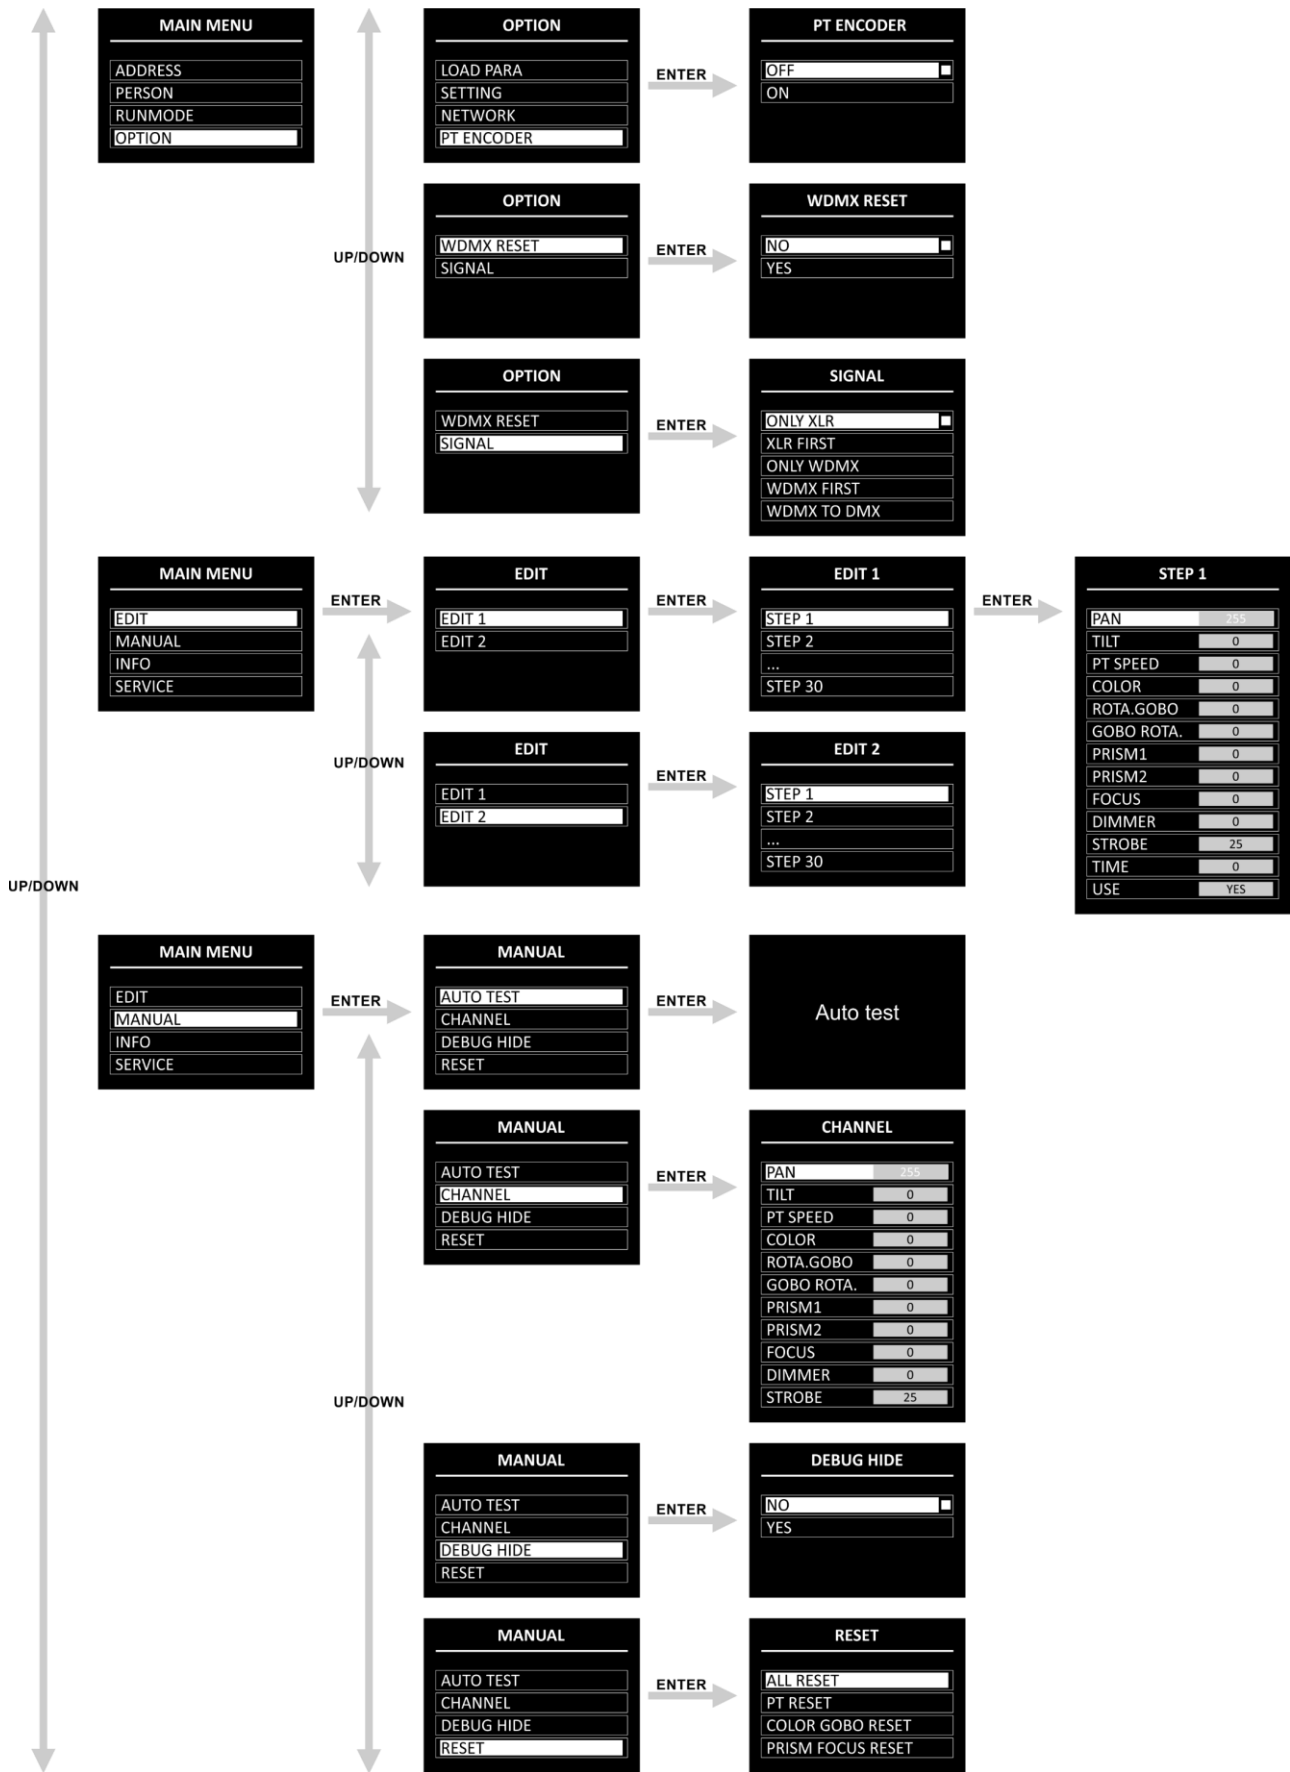 MAIN MENU
ADDRESS
PERSON
RUNMODE
OPTION
OPTION
LOAD PARA
SETTING
NETWORK
PT ENCODER
ENTER
PT ENCODER
OFF
ON
UP/DOWN
OPTION
WDMX RESET
SIGNAL
ENTER
WDMX RESET
NO
YES
OPTION
WDMX RESET
SIGNAL
ENTER
SIGNAL
ONLY XLR
XLR FIRST
ONLY WDMX
WDMX FIRST
WDMX TO DMX
MAIN MENU
EDIT
MANUAL
INFO
SERVICE
ENTER
EDIT
EDIT 1
EDIT 2
ENTER
EDIT 1
STEP 1
STEP 2
...
STEP 30
ENTER
STEP 1
PAN 255
TILT 0
PT SPEED 0
COLOR 0
ROTA.GOBO 0
GOBO ROTA. 0
PRISM1 0
PRISM2 0
FOCUS 0
DIMMER 0
STROBE 25
TIME 0
USE YES
UP/DOWN
EDIT
EDIT 1
EDIT 2
ENTER
EDIT 2
STEP 1
STEP 2
...
STEP 30
UP/DOWN
MAIN MENU
EDIT
MANUAL
INFO
SERVICE
ENTER
MANUAL
AUTO TEST
CHANNEL
DEBUG HIDE
RESET
ENTER
Auto test
MANUAL
AUTO TEST
CHANNEL
DEBUG HIDE
RESET
ENTER
CHANNEL
PAN 255
TILT 0
PT SPEED 0
COLOR 0
ROTA.GOBO 0
GOBO ROTA. 0
PRISM1 0
PRISM2 0
FOCUS 0
DIMMER 0
STROBE 25
UP/DOWN
MANUAL
AUTO TEST
CHANNEL
DEBUG HIDE
RESET
ENTER
DEBUG HIDE
NO
YES
MANUAL
AUTO TEST
CHANNEL
DEBUG HIDE
RESET
ENTER
RESET
ALL RESET
PT RESET
COLOR GOBO RESET
PRISM FOCUS RESET